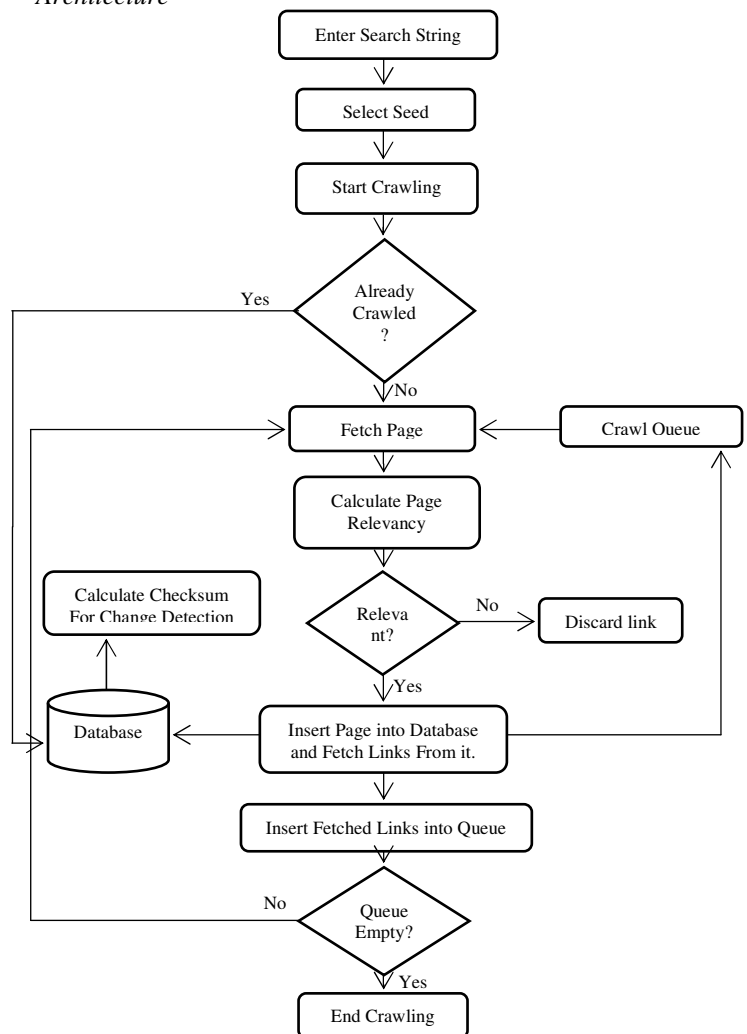 Architecture
Enter Search String
Select Seed
Start Crawling
Yes
Already
Crawled
?
No
Fetch Page
Crawl Queue
Calculate Page
Relevancy
Calculate Checksum
For Change Detection
Releva
nt?
No
Discard link
Yes
Database
Insert Page into Database
and Fetch Links From it.
Insert Fetched Links into Queue
No
Queue
Empty?
Yes
End Crawling